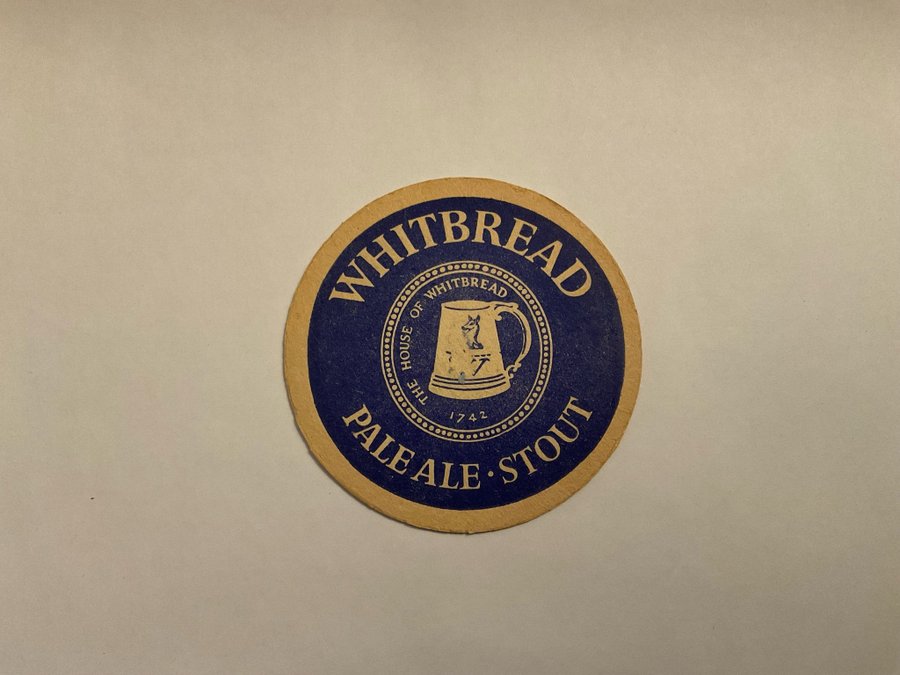 WHITBREAD
THE HOUSE OF WHITBREAD
1742
PALE ALE · STOUT